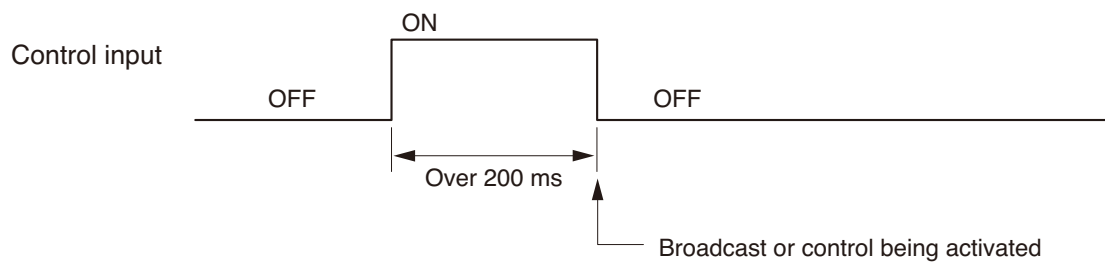 ON
Control input
OFF
OFF
Over 200 ms
Broadcast or control being activated